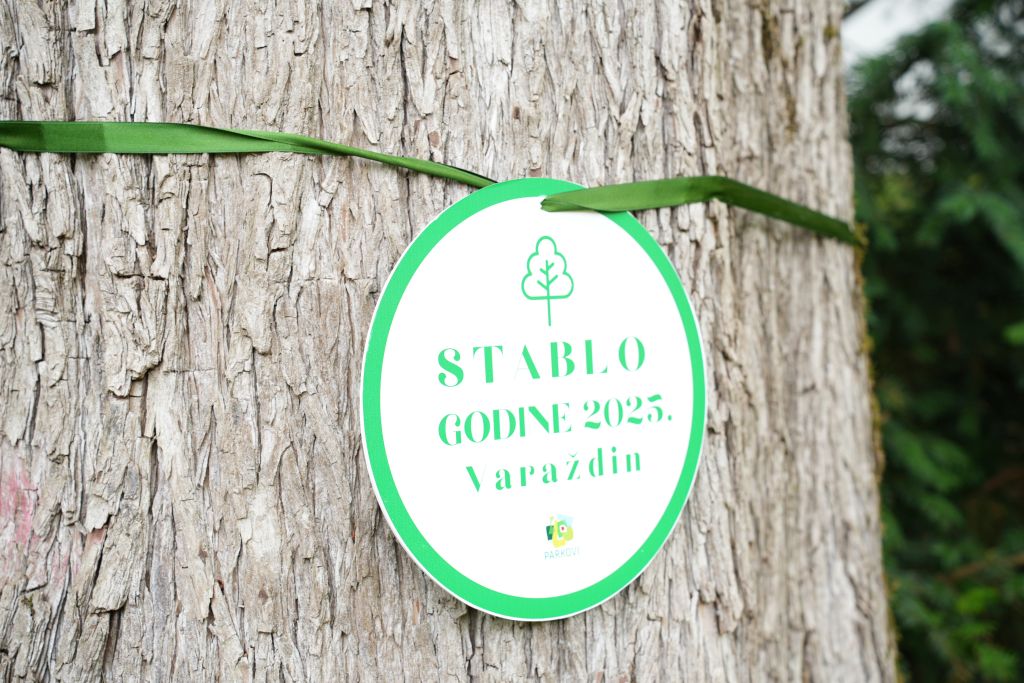 STABLO
GODINE 2025.
Varaždin
PARKOVI